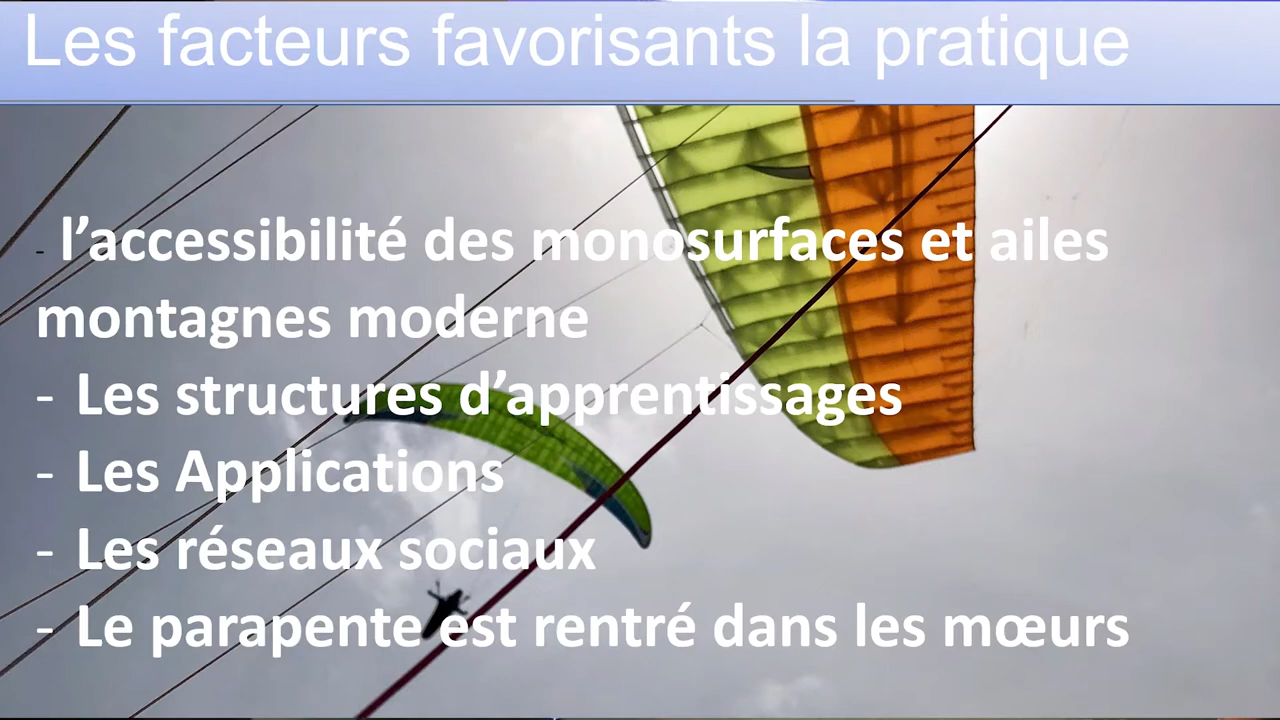 Les facteurs favorisants la pratique
- l’accessibilité des monosurfaces et ailes
montagnes moderne
- Les structures d’apprentissages
- Les Applications
- Les réseaux sociaux
- Le parapente est rentré dans les mœurs